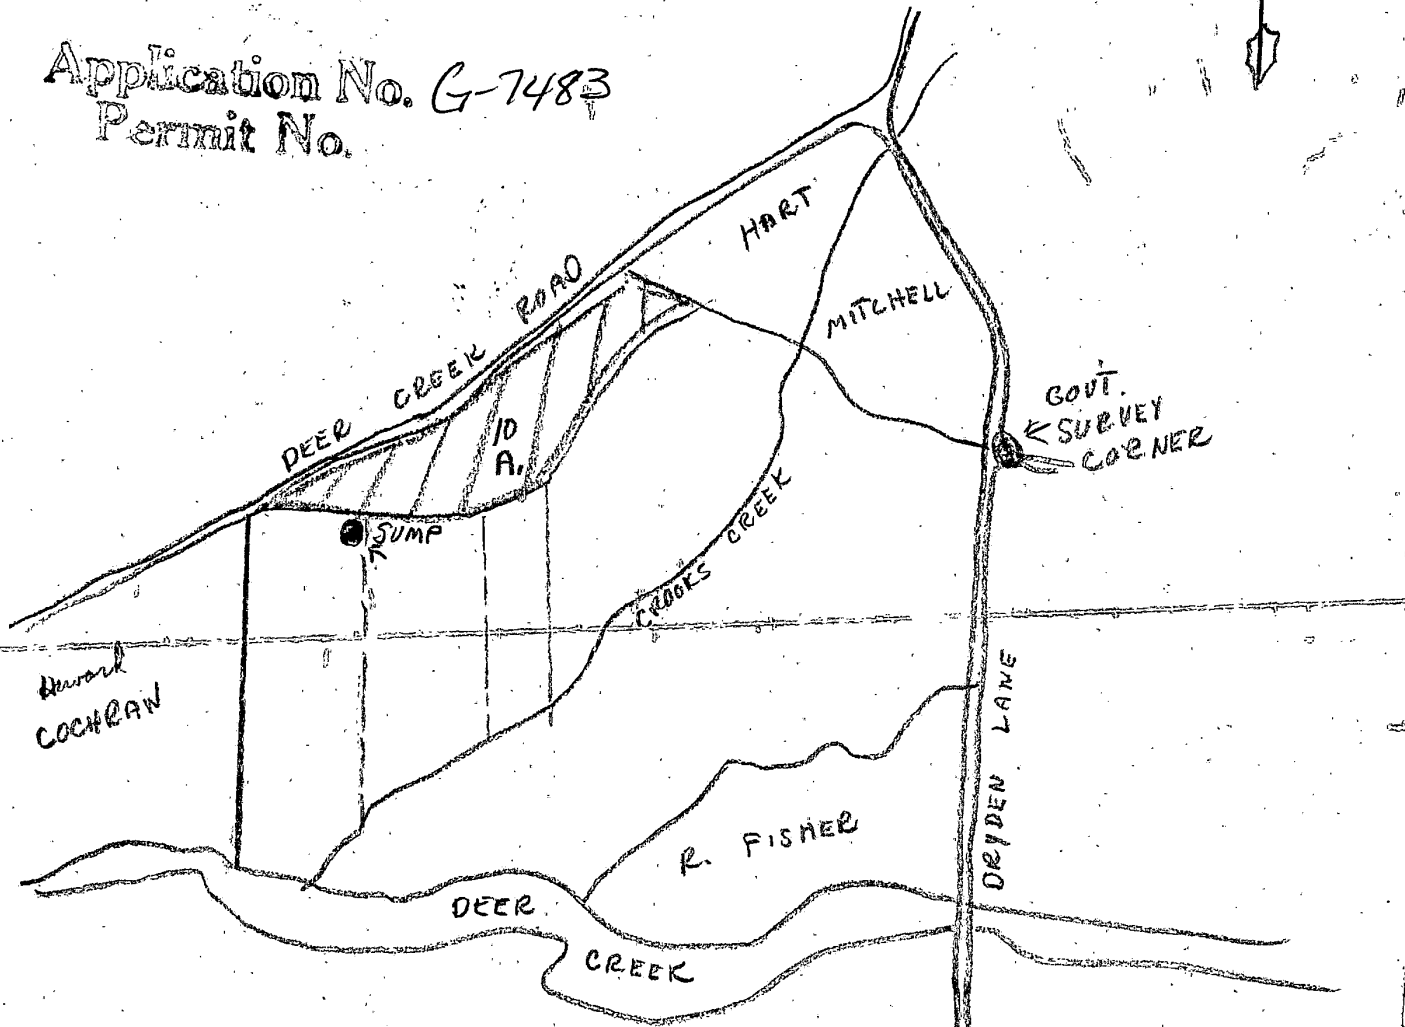 Application No. G-7483
Permit No.
HART
DEER CREEK ROAD
MITCHELL
GOVT.
SURVEY
CORNER
10
A.
SUMP
CROOKS CREEK
COCHRAN
DRYDEN LANE
R. FISHER
DEER
CREEK